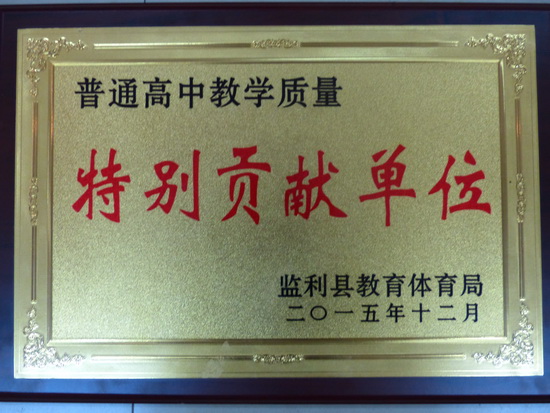 普通高中教学质量
特别贡献单位
监利县教育体育局
二〇一五年十二月